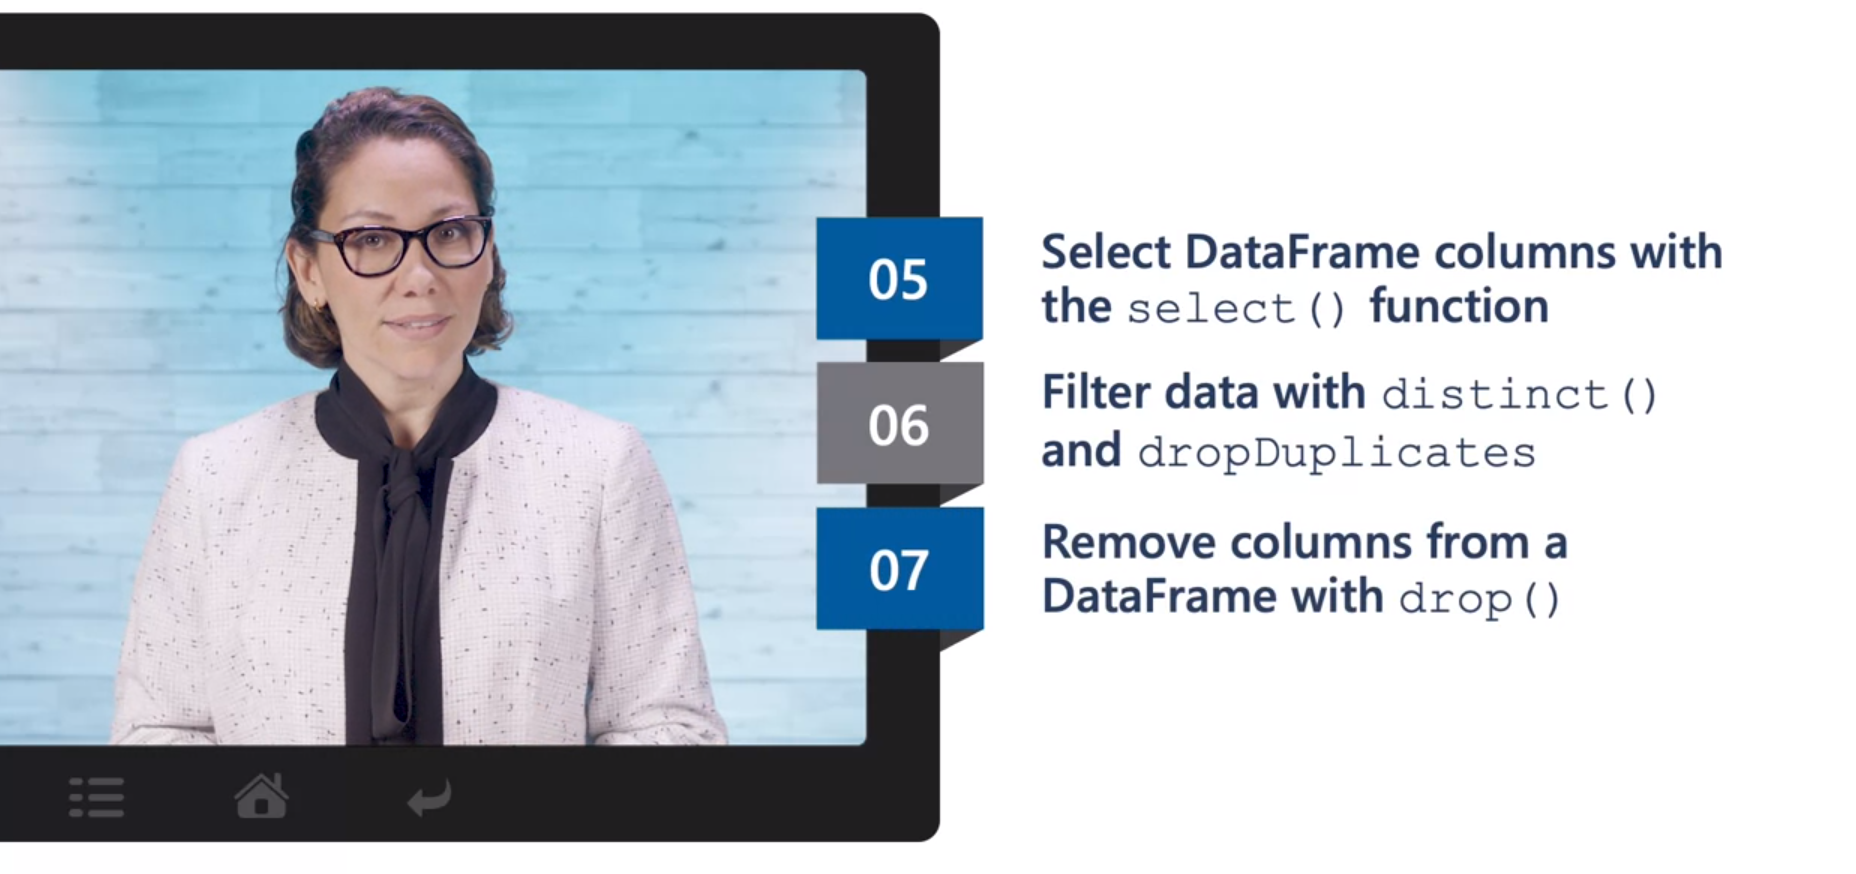 05
Select DataFrame columns with
the select() function
06
Filter data with distinct()
and dropDuplicates
07
Remove columns from a
DataFrame with drop()